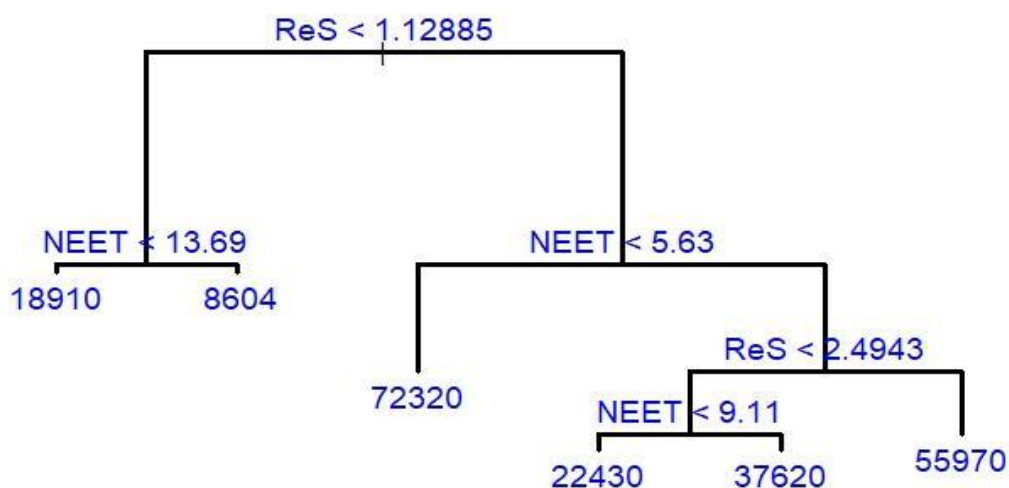 ReS < 1.12885
NEET < 13.69
NEET < 5.63
18910
8604
ReS < 2.4943
72320
NEET < 9.11
22430
37620
55970